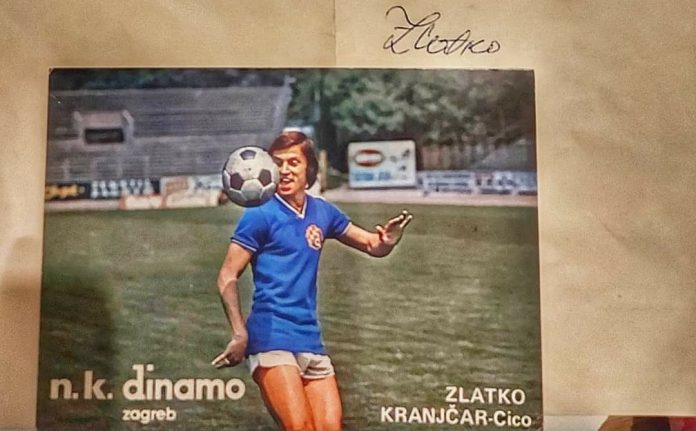 Zlatko
n.k. dinamo
zagreb
ZLATKO
KRANJČAR-Cico